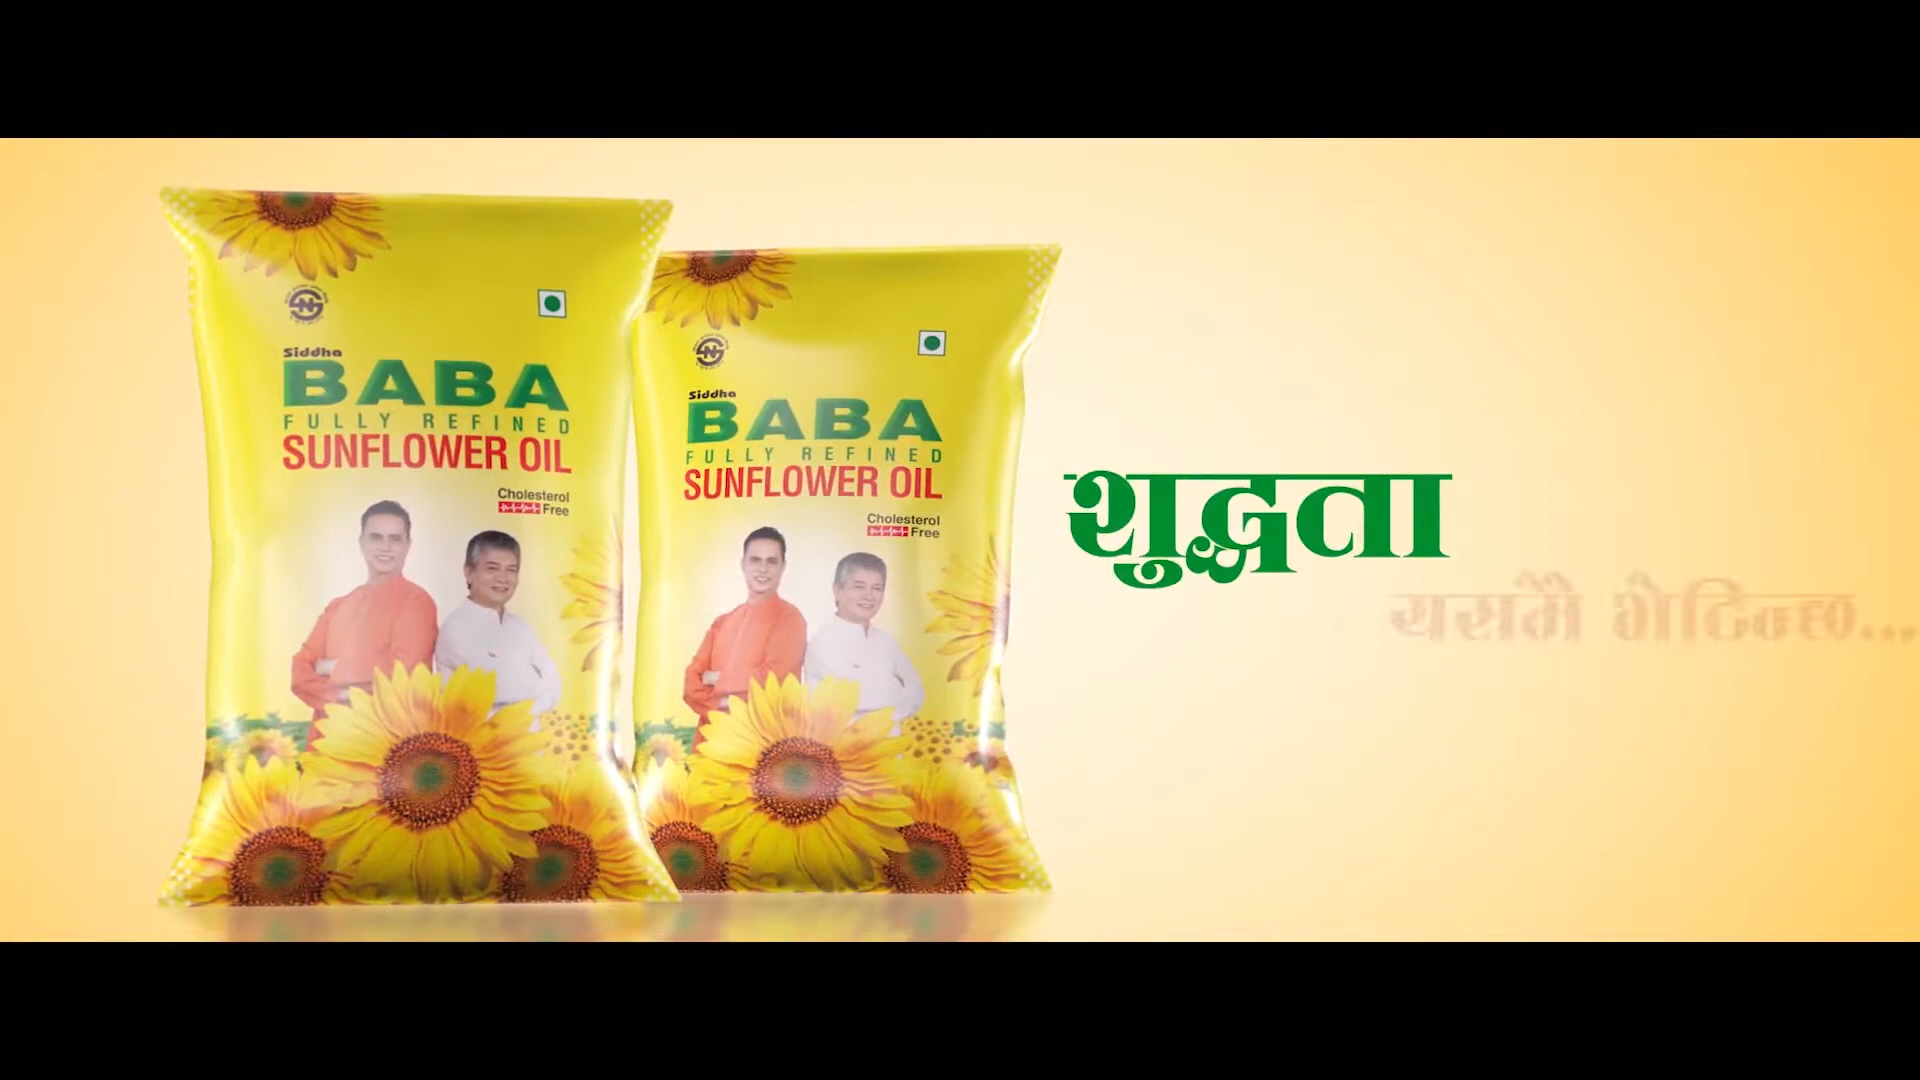 Siddha
BABA
FULLY REFINED
SUNFLOWER OIL
Cholesterol
Free
Siddha
BABA
FULLY REFINED
SUNFLOWER OIL
Cholesterol
Free
शुद्धता
यसमै भेटिन्छ...